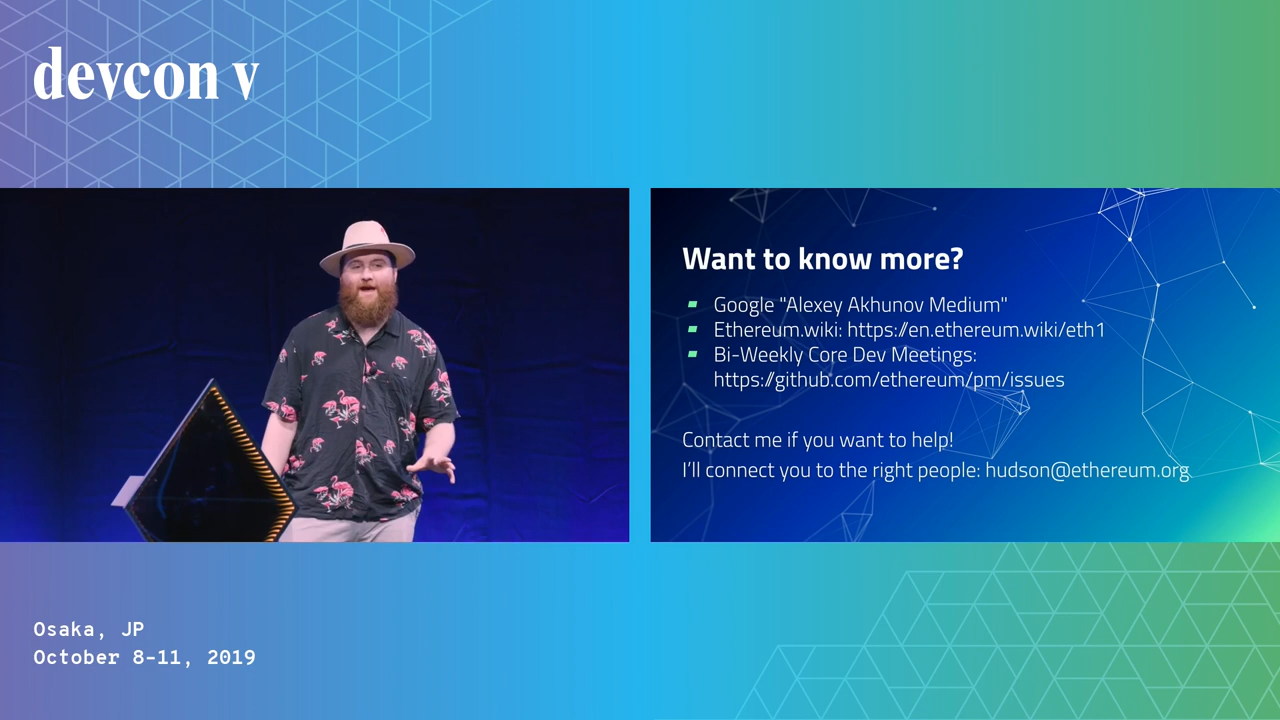 devcon v
Want to know more?
Google "Alexey Akhunov Medium"
Ethereum.wiki: https://en.ethereum.wiki/eth1
Bi-Weekly Core Dev Meetings:
https://github.com/ethereum/pm/issues
Contact me if you want to help!
I'll connect you to the right people: hudson@ethereum.org
Osaka, JP
October 8-11, 2019